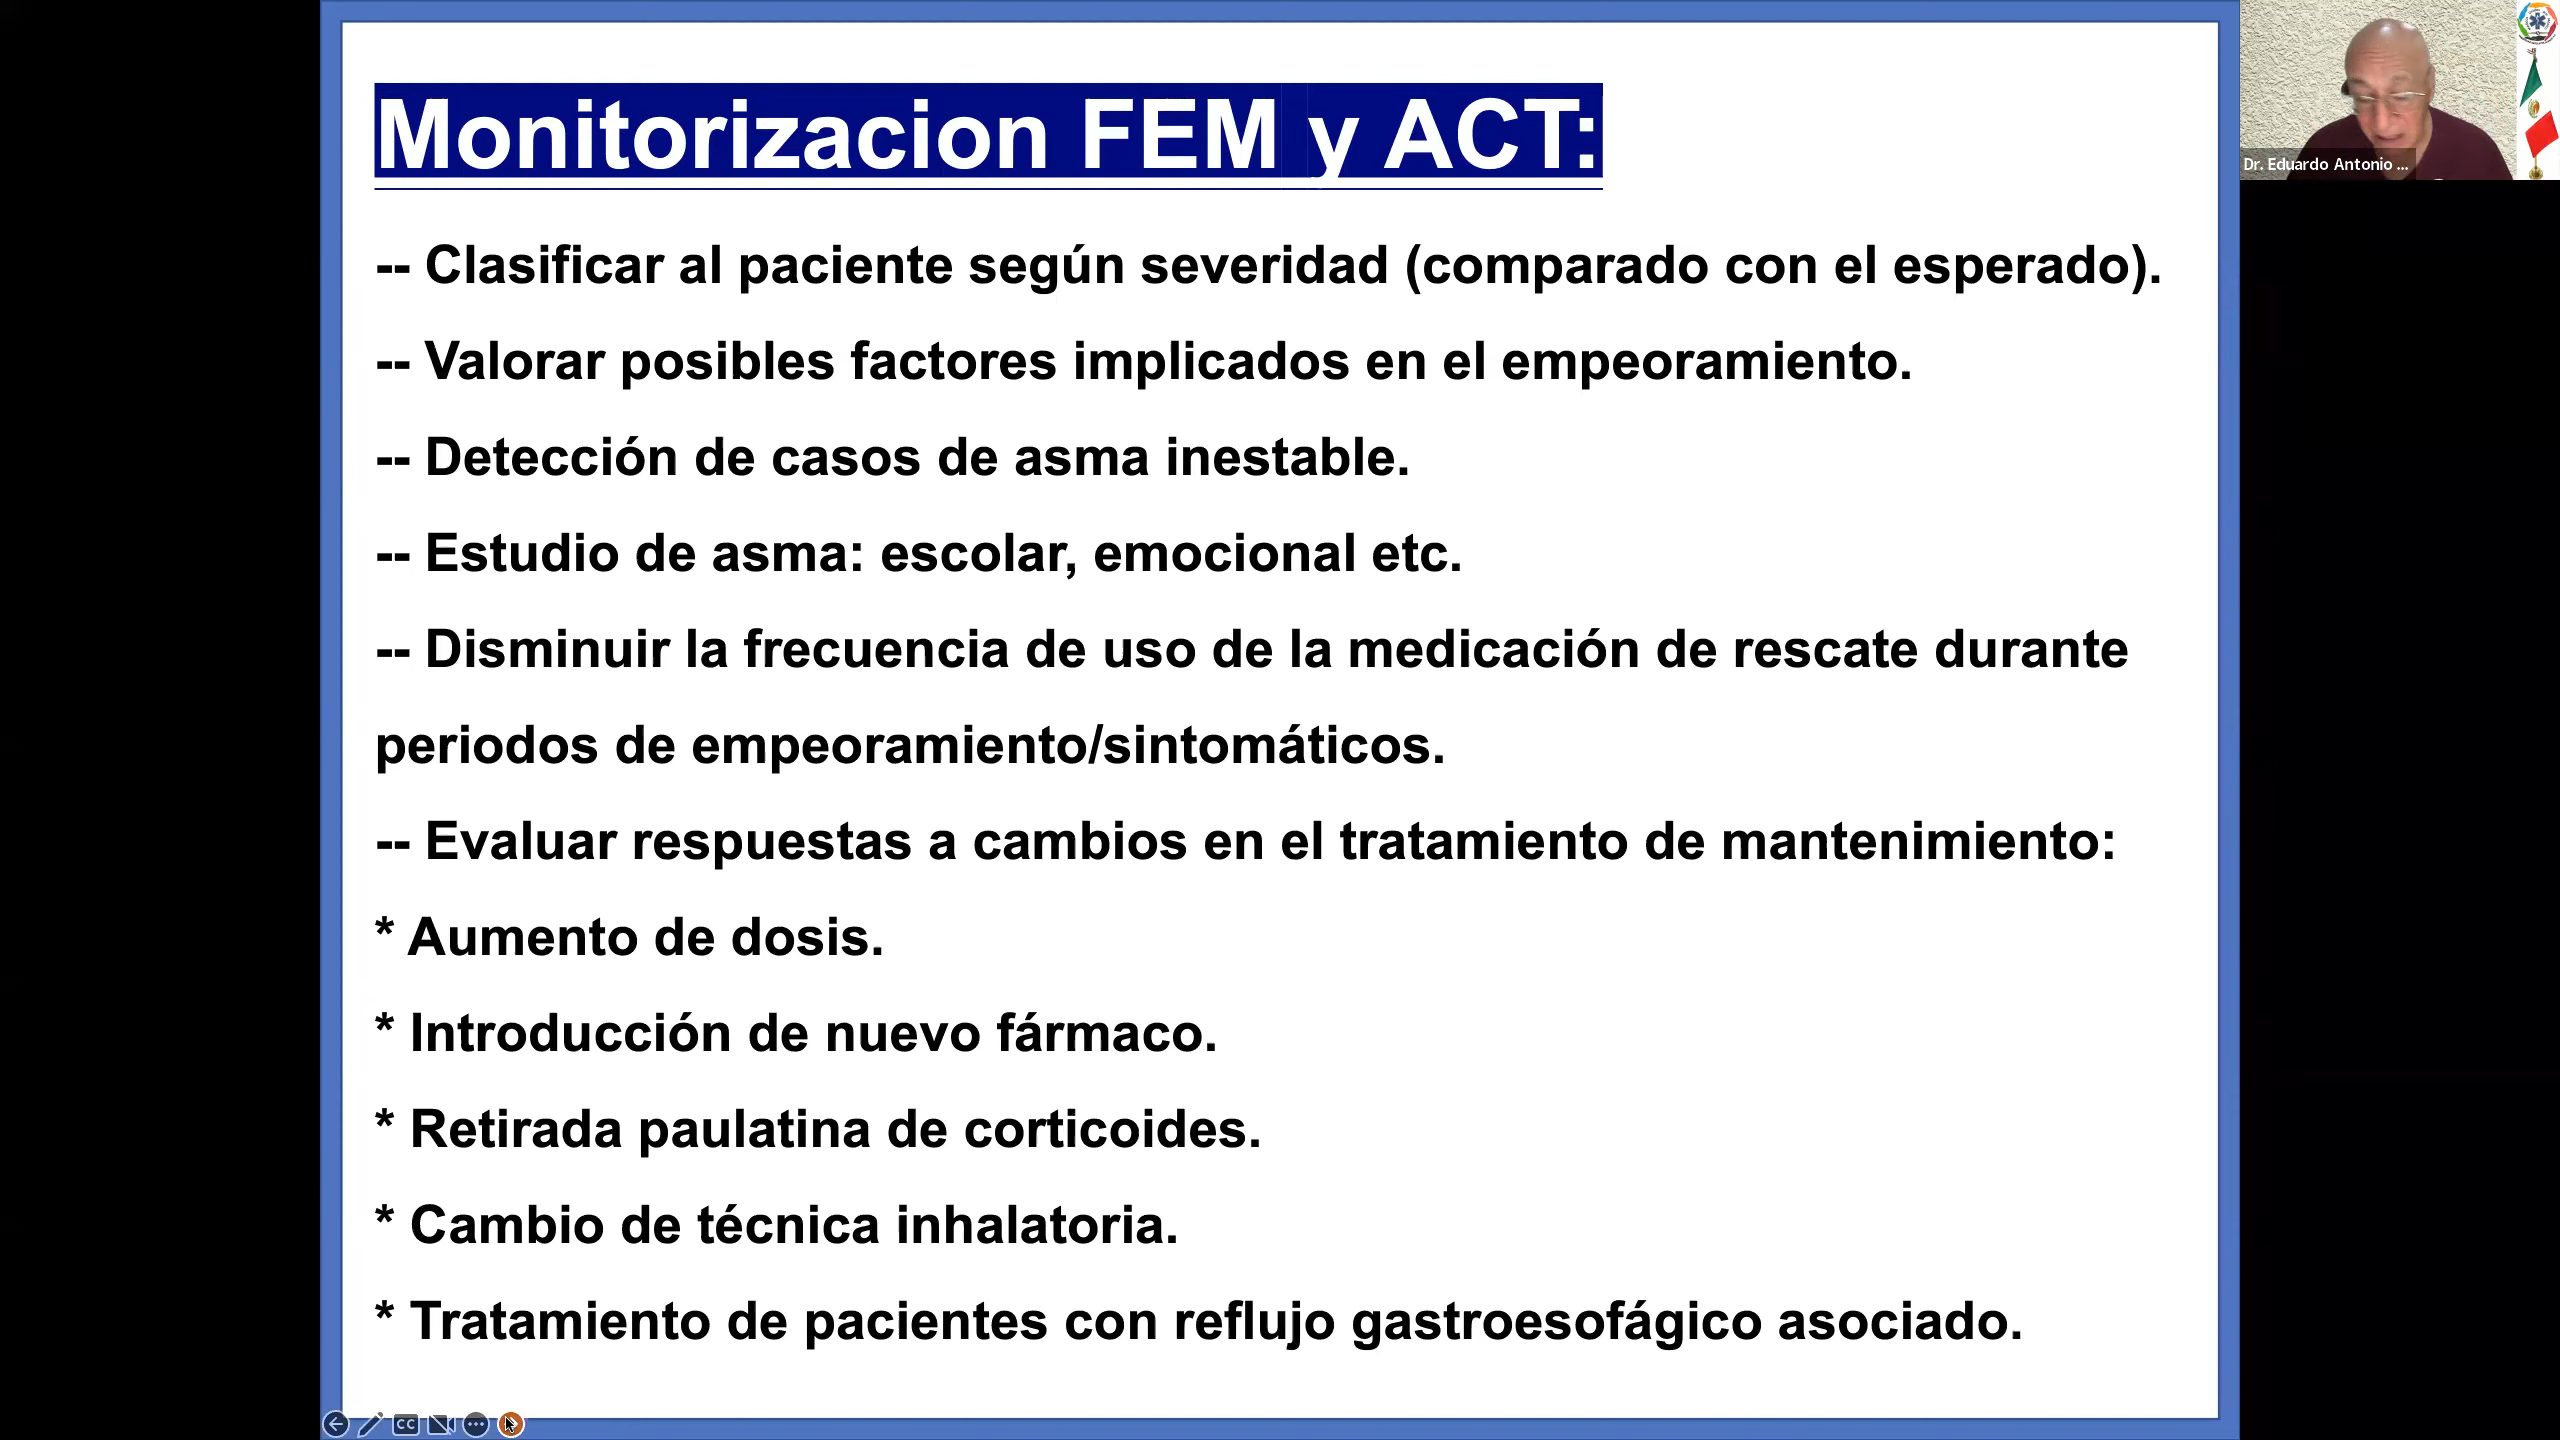 Monitorizacion FEM y ACT:
-- Clasificar al paciente según severidad (comparado con el esperado).
-- Valorar posibles factores implicados en el empeoramiento.
-- Detección de casos de asma inestable.
-- Estudio de asma: escolar, emocional etc.
-- Disminuir la frecuencia de uso de la medicación de rescate durante
periodos de empeoramiento/sintomáticos.
-- Evaluar respuestas a cambios en el tratamiento de mantenimiento:
* Aumento de dosis.
* Introducción de nuevo fármaco.
* Retirada paulatina de corticoides.
* Cambio de técnica inhalatoria.
* Tratamiento de pacientes con reflujo gastroesofágico asociado.
Dr. Eduardo Antonio ...
CC